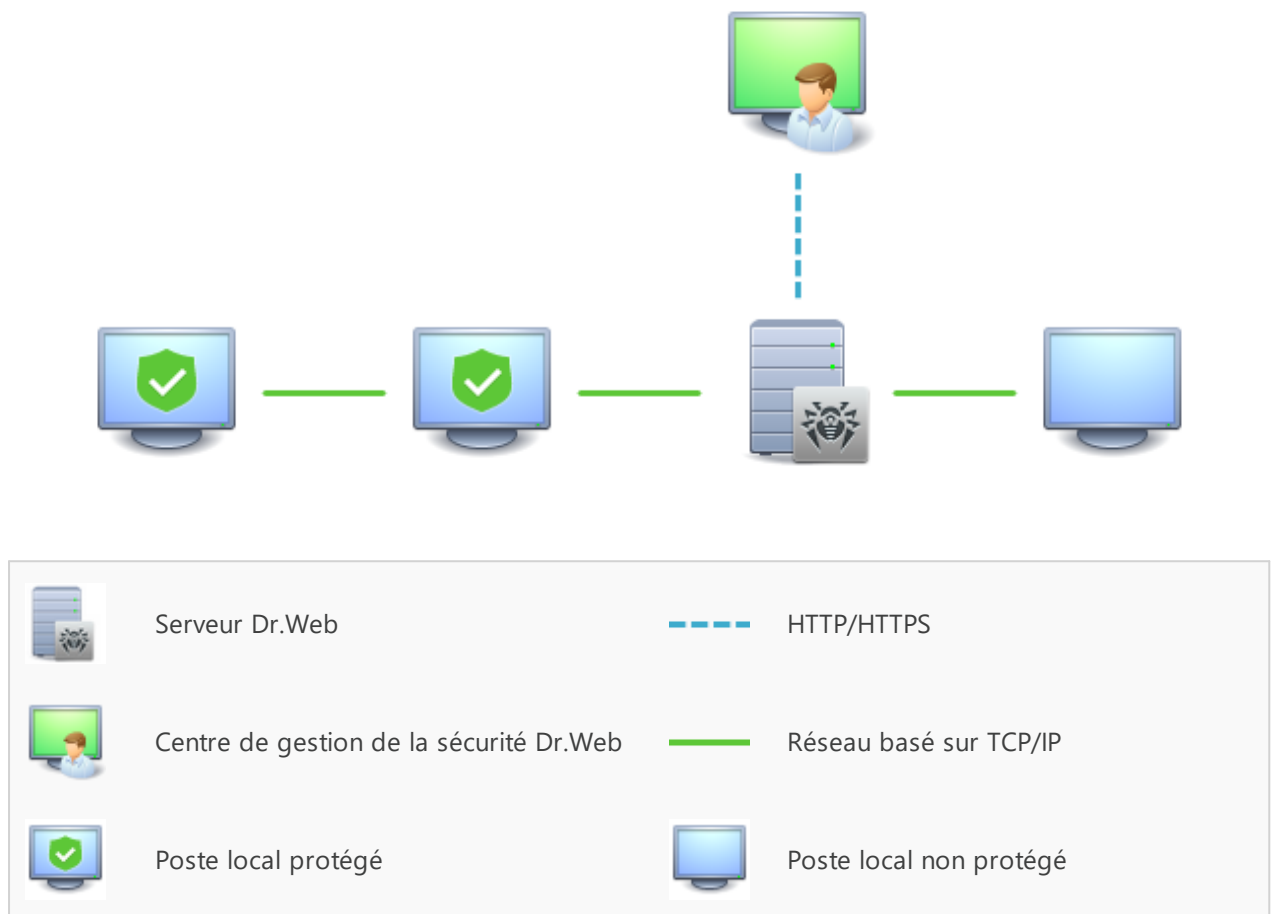 Serveur Dr.Web
HTTP/HTTPS
Centre de gestion de la sécurité Dr.Web
Réseau basé sur TCP/IP
Poste local protégé
Poste local non protégé